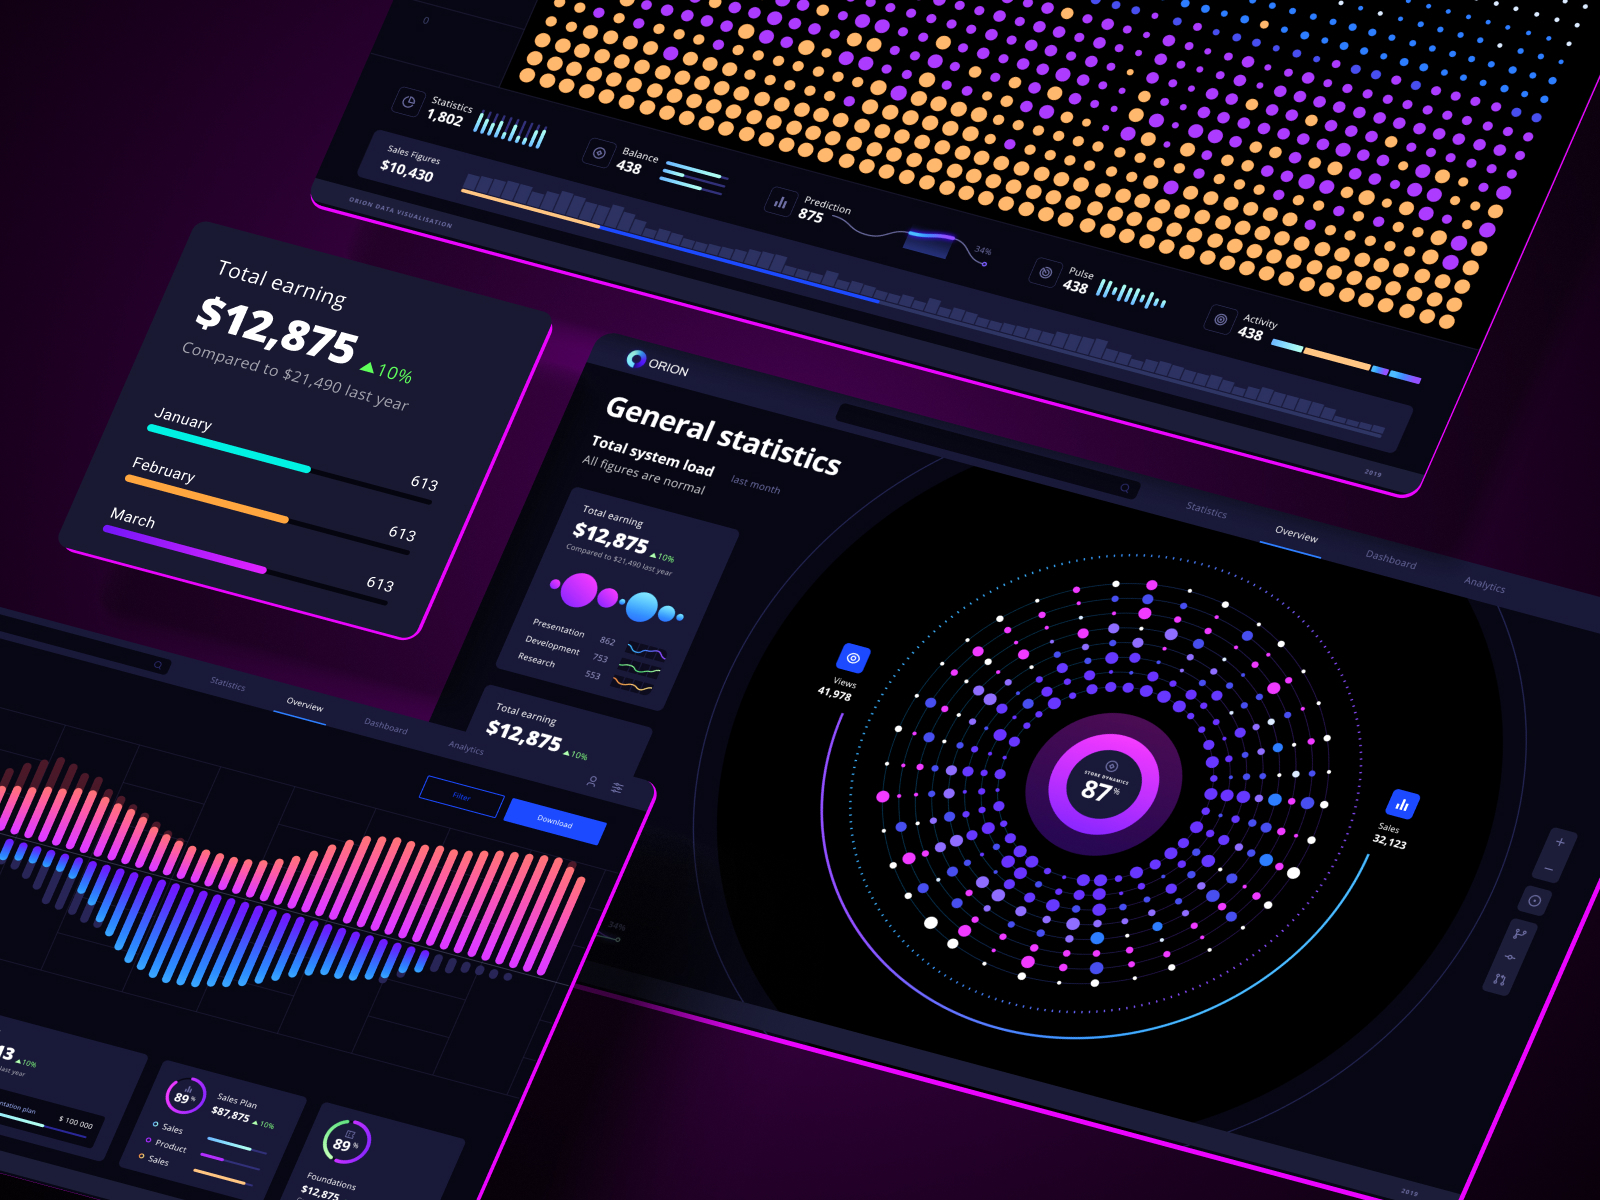 0
Statistics
1,802
Balance
438
Prediction
875
34%
Pulse
438
Activity
438
Sales Figures
$10,430
ORION DATA VISUALISATION
2019
Total earning
$12,875
10%
Compared to $21,490 last year
January
613
February
613
March
613
ORION
General statistics
Total system load
All figures are normal
last month
Statistics
Overview
Dashboard
Analytics
Total earning
$12,875
10%
Compared to $21,490 last year
Presentation 862
Development 753
Research 553
Total earning
$12,875
10%
Views
41,978
STORE DYNAMICS
87%
Sales
32,123
34%
2019
Statistics
Overview
Dashboard
Analytics
Filter
Download
13
10%
last year
ntation plan
$ 100 000
89%
Sales Plan
$87,875
10%
Sales
Product
Sales
89%
Foundations
$12,875